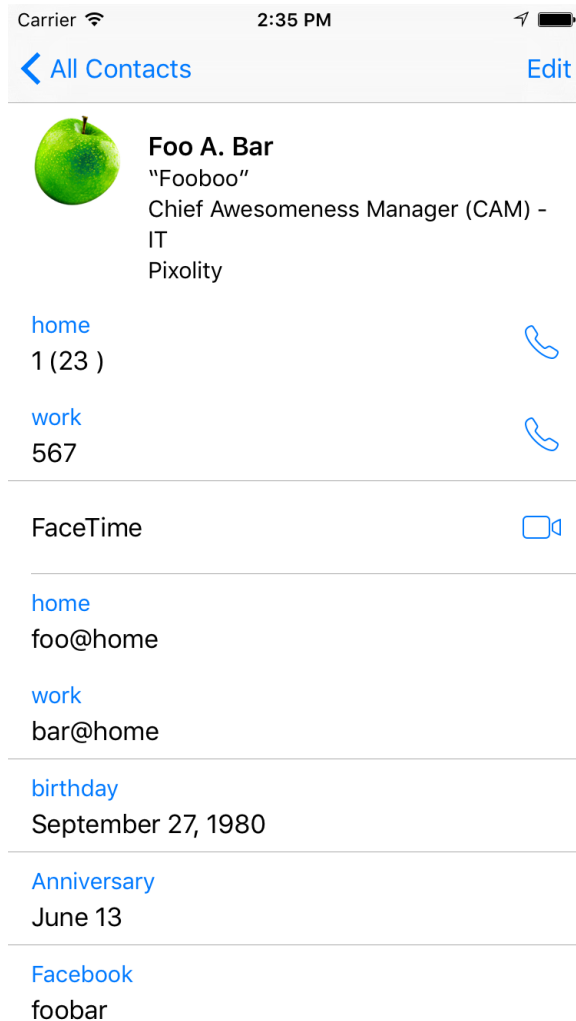 Carrier 2:35 PM
All Contacts Edit
Foo A. Bar
“Fooboo”
Chief Awesomeness Manager (CAM) -
IT
Pixolity
home
1 (23 )
work
567
FaceTime
home
foo@home
work
bar@home
birthday
September 27, 1980
Anniversary
June 13
Facebook
foobar